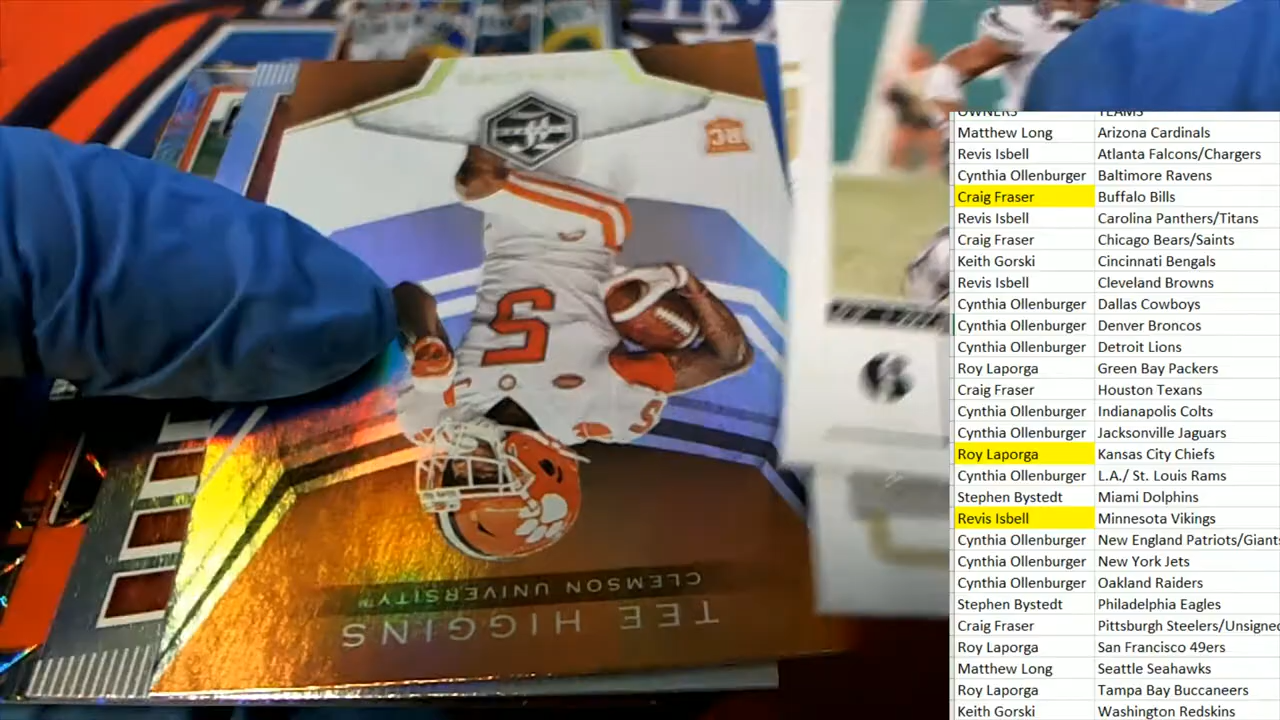 RC
5
S
CLEMSON UNIVERSITY™
TEE HIGGINS
OWNERS TEAMS
Matthew Long Arizona Cardinals
Revis Isbell Atlanta Falcons/Chargers
Cynthia Ollenburger Baltimore Ravens
Craig Fraser Buffalo Bills
Revis Isbell Carolina Panthers/Titans
Craig Fraser Chicago Bears/Saints
Keith Gorski Cincinnati Bengals
Revis Isbell Cleveland Browns
Cynthia Ollenburger Dallas Cowboys
Cynthia Ollenburger Denver Broncos
Cynthia Ollenburger Detroit Lions
Roy Laporga Green Bay Packers
Craig Fraser Houston Texans
Cynthia Ollenburger Indianapolis Colts
Cynthia Ollenburger Jacksonville Jaguars
Roy Laporga Kansas City Chiefs
Cynthia Ollenburger L.A./ St. Louis Rams
Stephen Bystedt Miami Dolphins
Revis Isbell Minnesota Vikings
Cynthia Ollenburger New England Patriots/Giants
Cynthia Ollenburger New York Jets
Cynthia Ollenburger Oakland Raiders
Stephen Bystedt Philadelphia Eagles
Craig Fraser Pittsburgh Steelers/Unsigned
Roy Laporga San Francisco 49ers
Matthew Long Seattle Seahawks
Roy Laporga Tampa Bay Buccaneers
Keith Gorski Washington Redskins